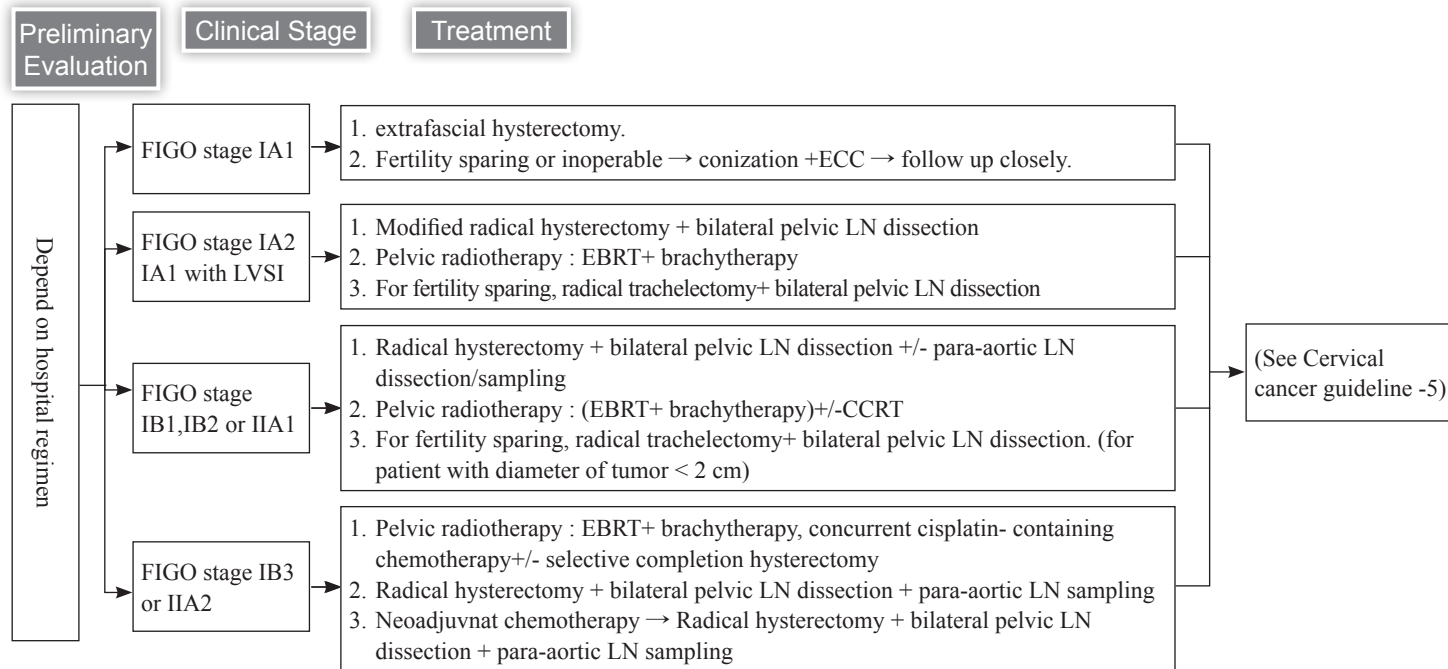 Preliminary
Evaluation
Clinical Stage
Treatment
Depend on hospital regimen
FIGO stage IA1
1. extrafascial hysterectomy.
2. Fertility sparing or inoperable → conization +ECC → follow up closely.
FIGO stage IA2
IA1 with LVSI
1. Modified radical hysterectomy + bilateral pelvic LN dissection
2. Pelvic radiotherapy : EBRT+ brachytherapy
3. For fertility sparing, radical trachelectomy+ bilateral pelvic LN dissection
FIGO stage
IB1,IB2 or IIA1
1. Radical hysterectomy + bilateral pelvic LN dissection +/- para-aortic LN
dissection/sampling
2. Pelvic radiotherapy : (EBRT+ brachytherapy)+/-CCRT
3. For fertility sparing, radical trachelectomy+ bilateral pelvic LN dissection. (for
patient with diameter of tumor < 2 cm)
FIGO stage IB3
or IIA2
1. Pelvic radiotherapy : EBRT+ brachytherapy, concurrent cisplatin- containing
chemotherapy+/- selective completion hysterectomy
2. Radical hysterectomy + bilateral pelvic LN dissection + para-aortic LN sampling
3. Neoadjuvnat chemotherapy → Radical hysterectomy + bilateral pelvic LN
dissection + para-aortic LN sampling
(See Cervical
cancer guideline -5)